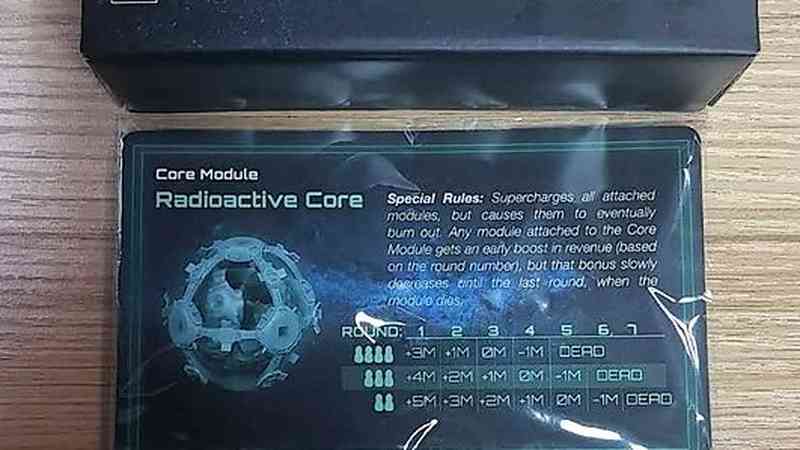 Core Module
Radioactive Core
Special Rules: Supercharges all attached
modules, but causes them to eventually
burn out. Any module attached to the Core
Module gets an early boost in revenue (based
on the round number), but that bonus slowly
decreases until the last round, when the
module dies.
ROUND: 1 2 3 4 5 6 7
+3M +1M 0M -1M DEAD
+4M +2M +1M 0M -1M DEAD
+5M +3M +2M +1M 0M -1M DEAD